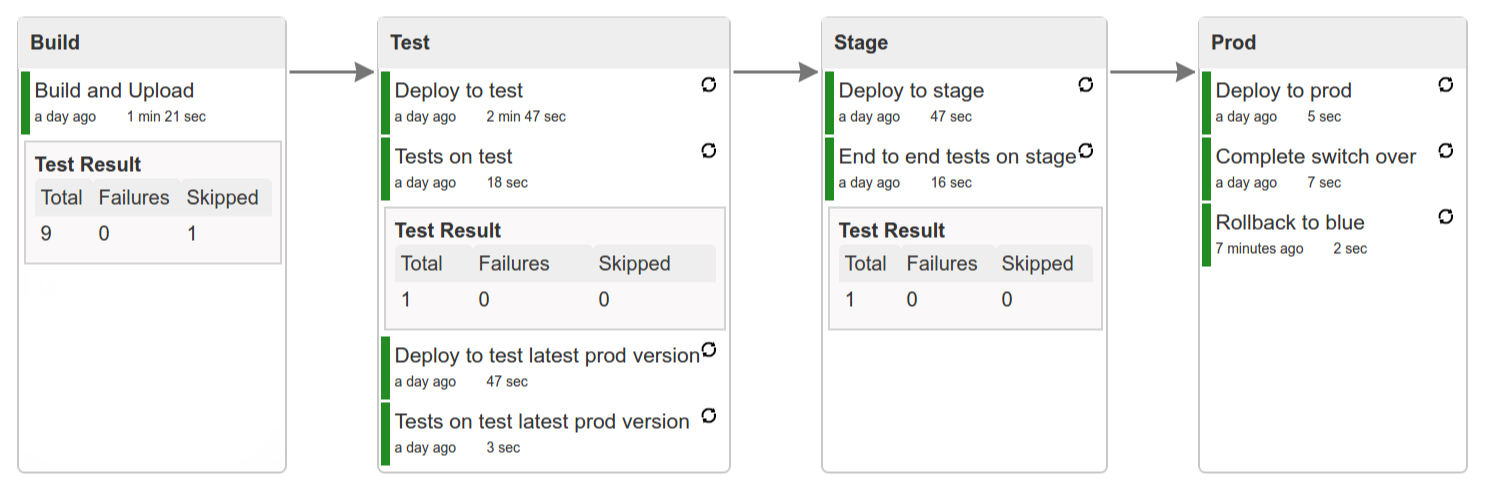 Build
Build and Upload
a day ago 1 min 21 sec
Test Result
Total Failures Skipped
9 0 1
Test
Deploy to test
a day ago 2 min 47 sec
Tests on test
a day ago 18 sec
Test Result
Total Failures Skipped
1 0 0
Deploy to test latest prod version
a day ago 47 sec
Tests on test latest prod version
a day ago 3 sec
Stage
Deploy to stage
a day ago 47 sec
End to end tests on stage
a day ago 16 sec
Test Result
Total Failures Skipped
1 0 0
Prod
Deploy to prod
a day ago 5 sec
Complete switch over
a day ago 7 sec
Rollback to blue
7 minutes ago 2 sec